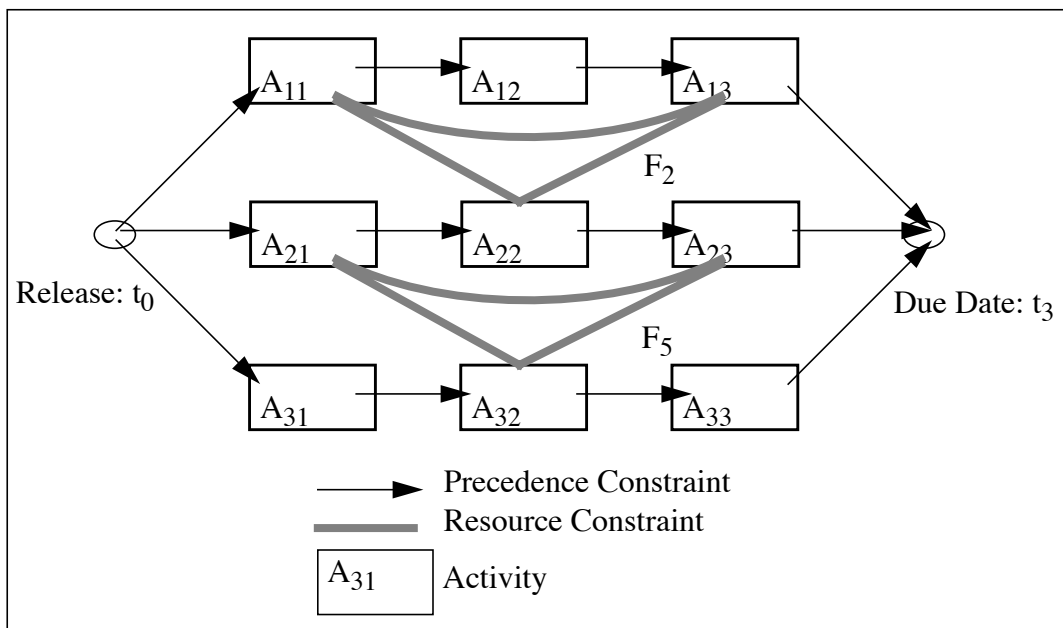 A11 A12 A13
F2
A21 A22 A23
Release: t0
Due Date: t3
F5
A31 A32 A33
Precedence Constraint
Resource Constraint
A31 Activity